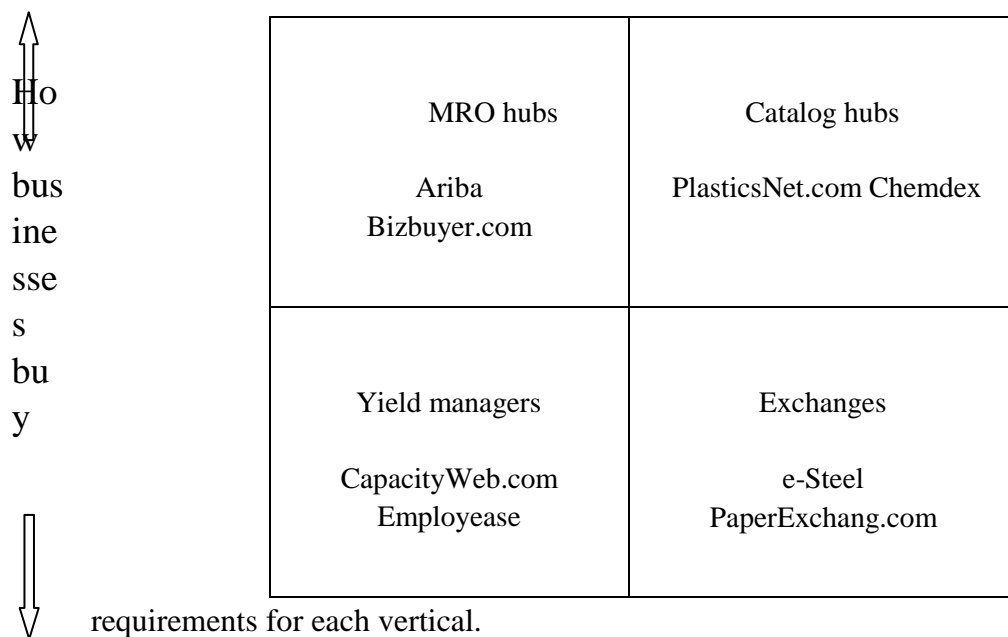 Ho
w
bus
ine
sse
s
bu
y
MRO hubs
Ariba
Bizbuyer.com
Catalog hubs
PlasticsNet.com Chemdex
Yield managers
CapacityWeb.com
Employease
Exchanges
e-Steel
PaperExchang.com
requirements for each vertical.